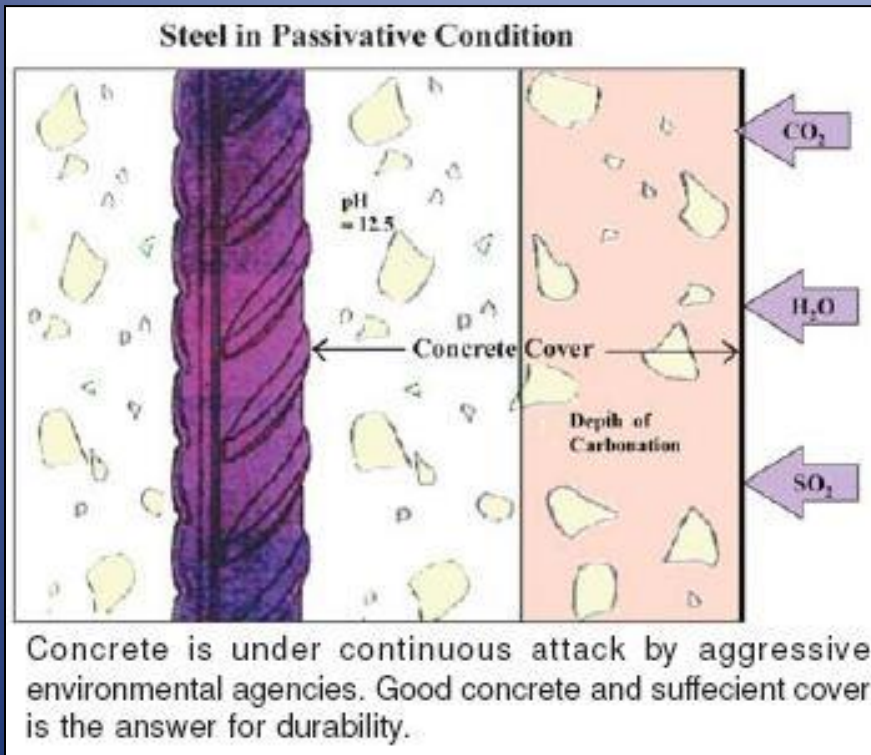 Steel in Passivative Condition
CO₂
pH
= 12.5
H₂O
Concrete Cover
Depth of
Carbonation
SO₂
Concrete is under continuous attack by aggressive
environmental agencies. Good concrete and suffecient cover
is the answer for durability.